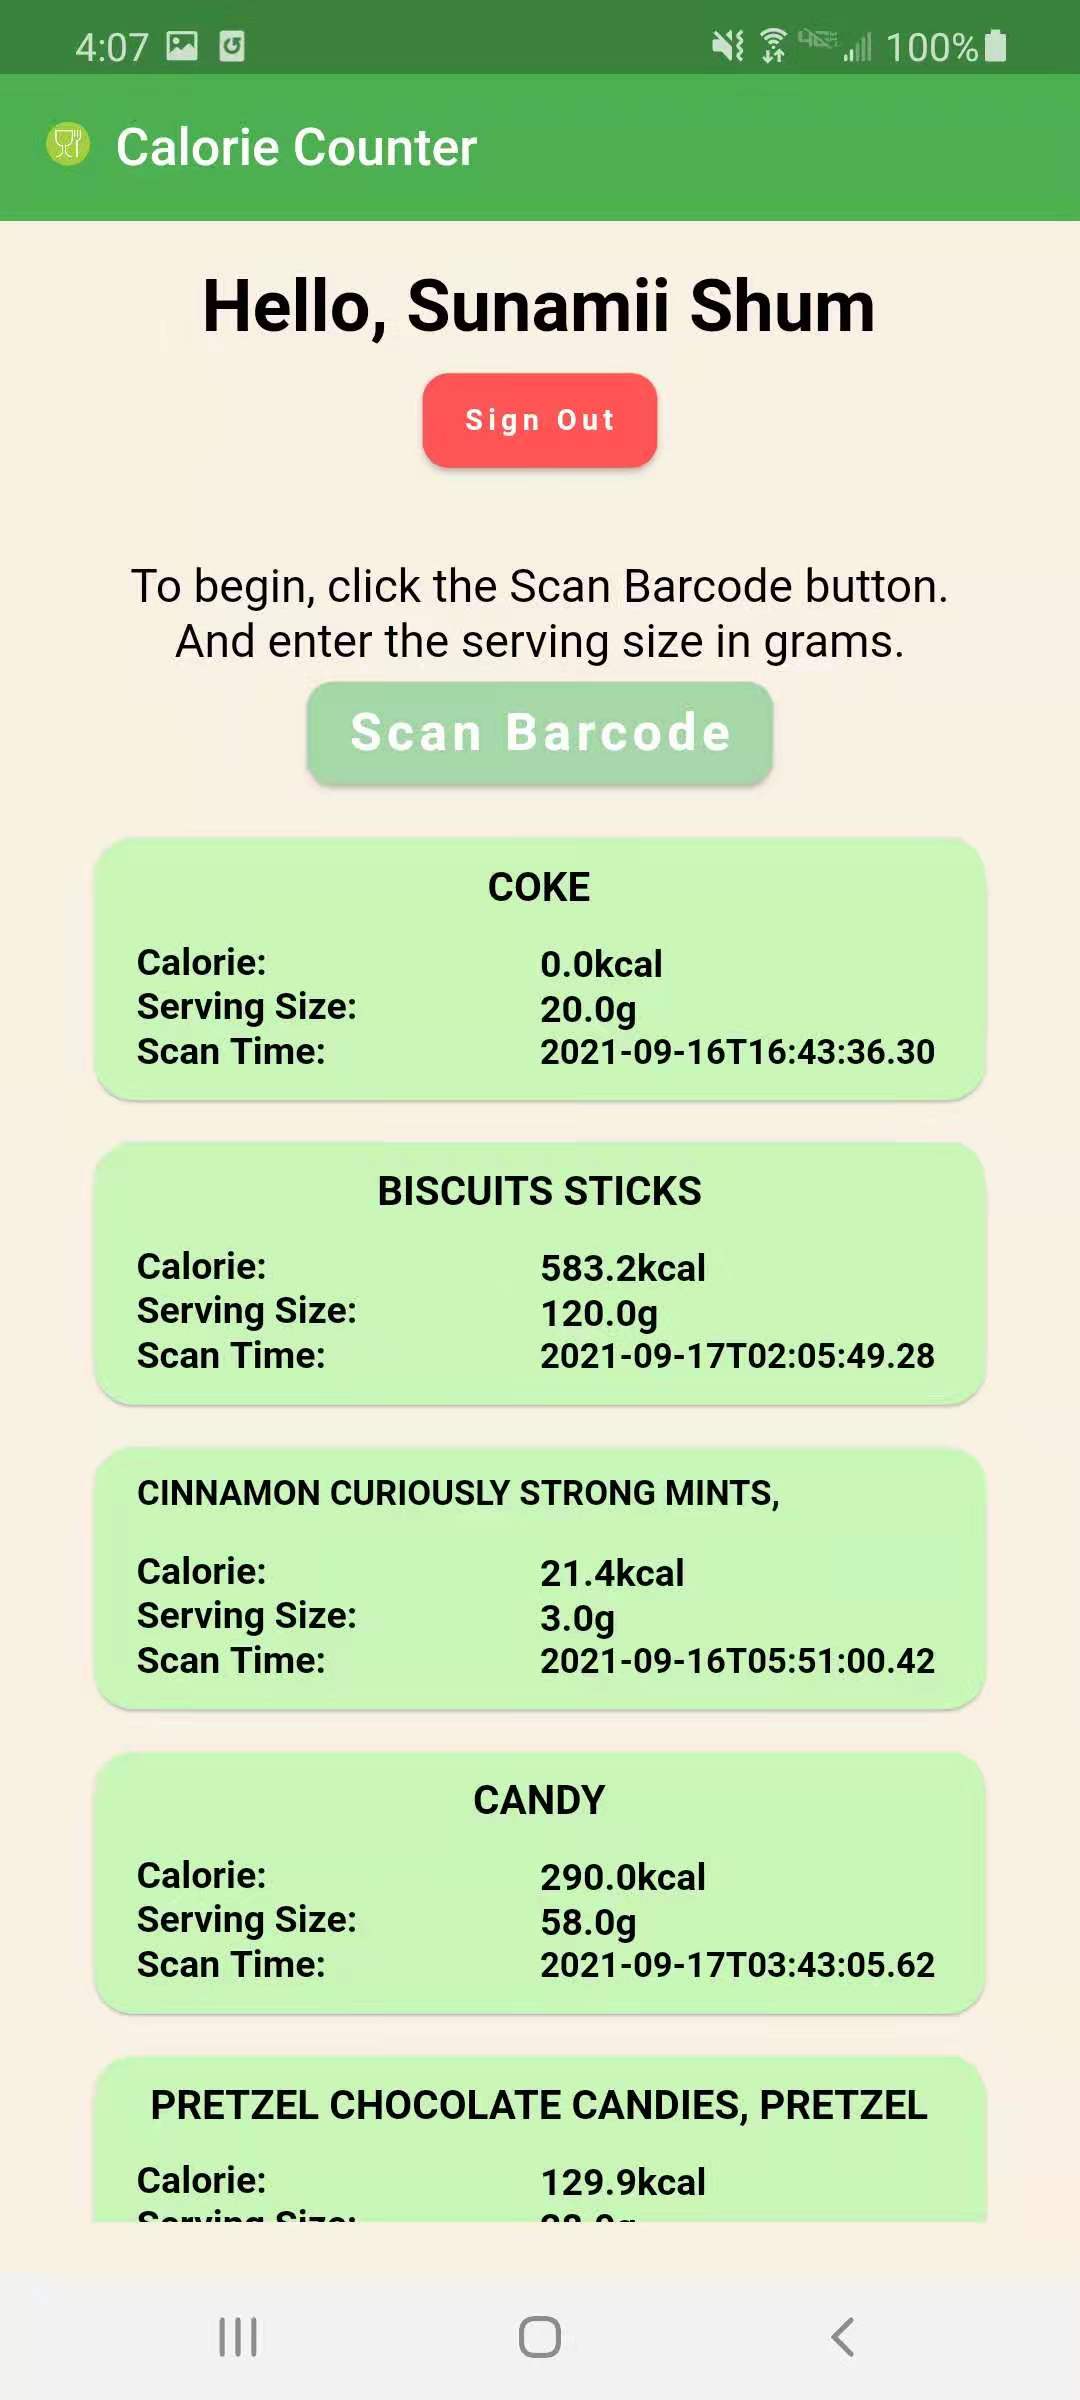 4:07
100%
Calorie Counter
Hello, Sunamii Shum
Sign Out
To begin, click the Scan Barcode button.
And enter the serving size in grams.
Scan Barcode
COKE
Calorie: 0.0kcal
Serving Size: 20.0g
Scan Time: 2021-09-16T16:43:36.30
BISCUITS STICKS
Calorie: 583.2kcal
Serving Size: 120.0g
Scan Time: 2021-09-17T02:05:49.28
CINNAMON CURIOUSLY STRONG MINTS,
Calorie: 21.4kcal
Serving Size: 3.0g
Scan Time: 2021-09-16T05:51:00.42
CANDY
Calorie: 290.0kcal
Serving Size: 58.0g
Scan Time: 2021-09-17T03:43:05.62
PRETZEL CHOCOLATE CANDIES, PRETZEL
Calorie: 129.9kcal
Serving Size: